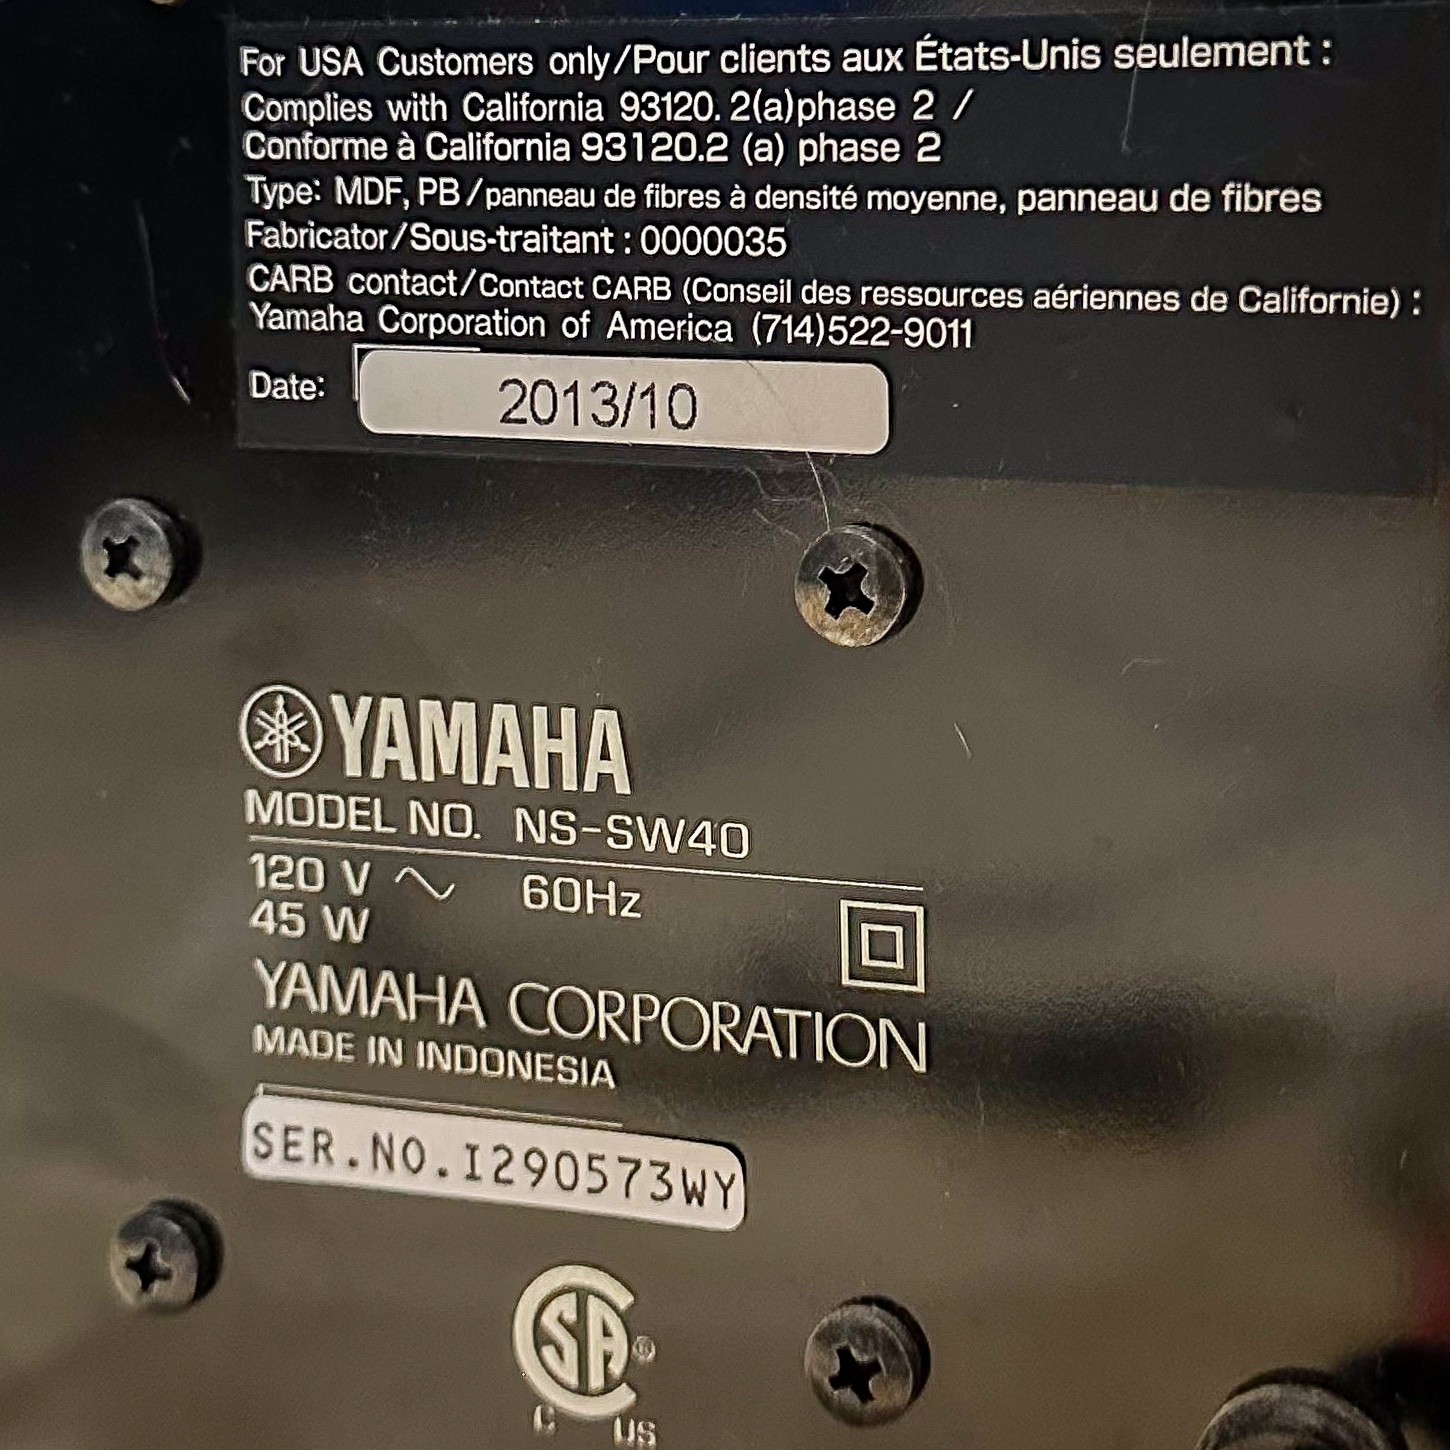 For USA Customers only/Pour clients aux États-Unis seulement :
Complies with California 93120. 2(a)phase 2 /
Conforme à California 93120.2 (a) phase 2
Type: MDF, PB/panneau de fibres à densité moyenne, panneau de fibres
Fabricator/Sous-traitant : 0000035
CARB contact/Contact CARB (Conseil des ressources aériennes de Californie) :
Yamaha Corporation of America (714)522-9011
Date: 2013/10
YAMAHA
MODEL NO. NS-SW40
120 V ~ 60Hz
45 W
YAMAHA CORPORATION
MADE IN INDONESIA
SER.NO.I290573WY
CSA ®
C US